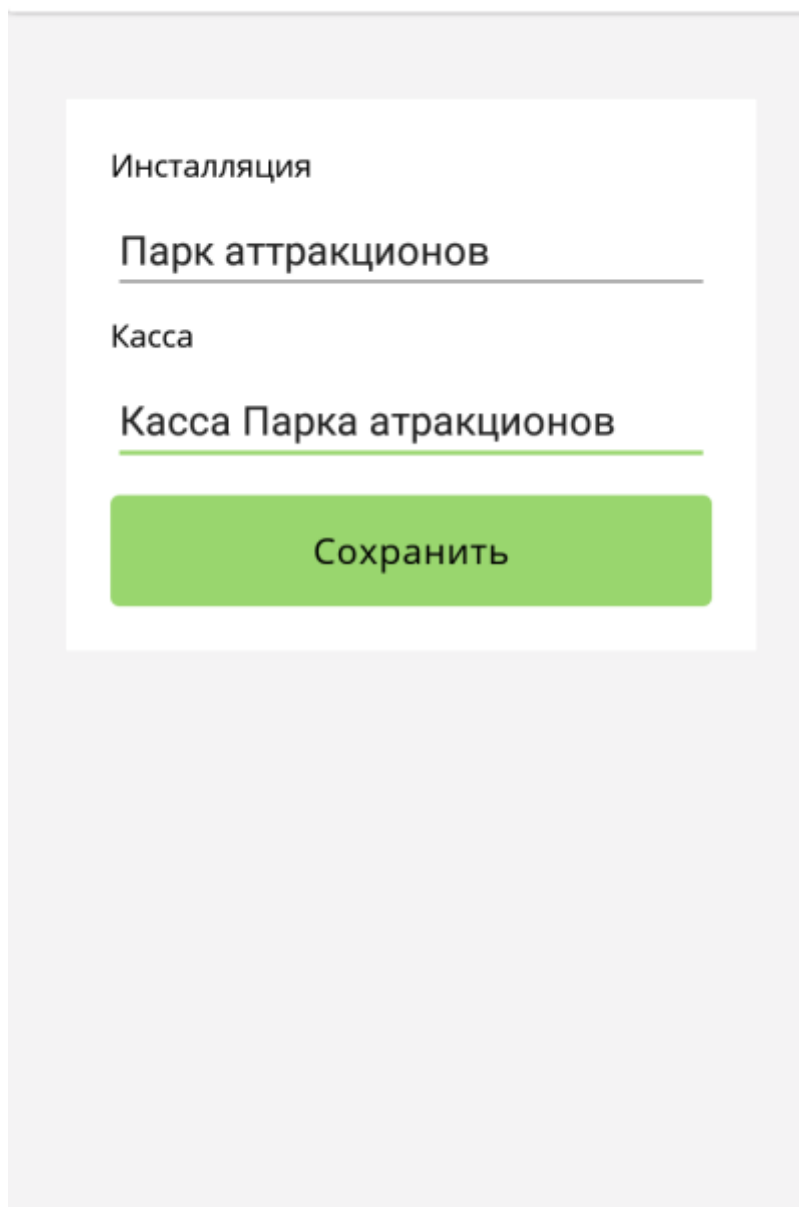 Инсталляция
Парк аттракционов
Касса
Касса Парка атракционов
Сохранить